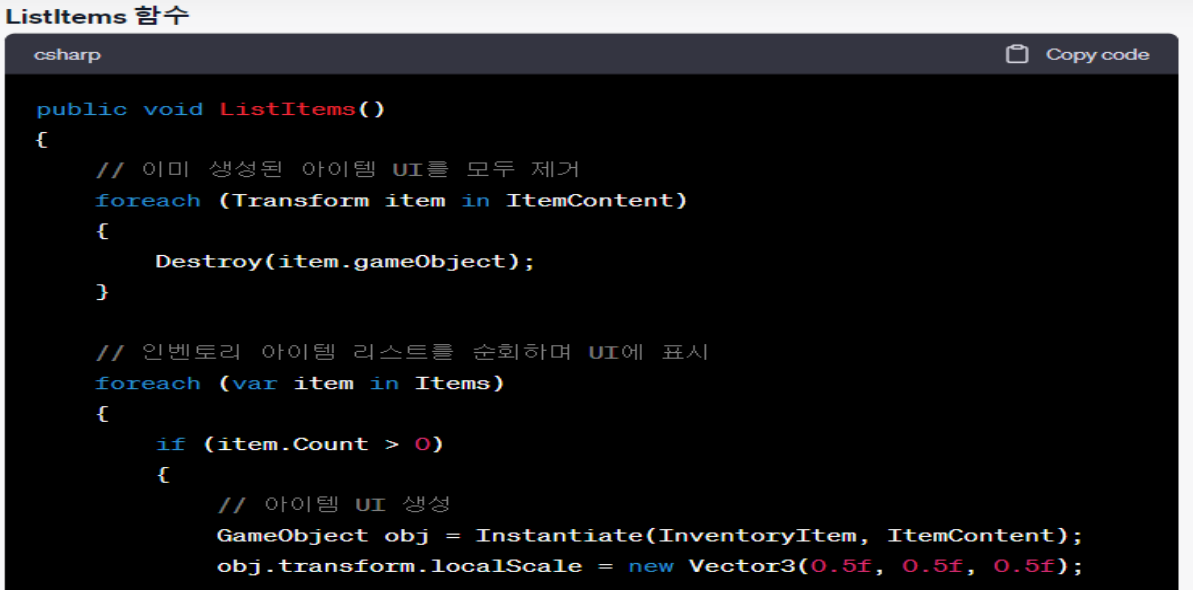 ListItems 함수
csharp Copy code
public void ListItems()
{
// 이미 생성된 아이템 UI를 모두 제거
foreach (Transform item in ItemContent)
{
Destroy(item.gameObject);
}
// 인벤토리 아이템 리스트를 순회하며 UI에 표시
foreach (var item in Items)
{
if (item.Count > 0)
{
// 아이템 UI 생성
GameObject obj = Instantiate(InventoryItem, ItemContent);
obj.transform.localScale = new Vector3(0.5f, 0.5f, 0.5f);